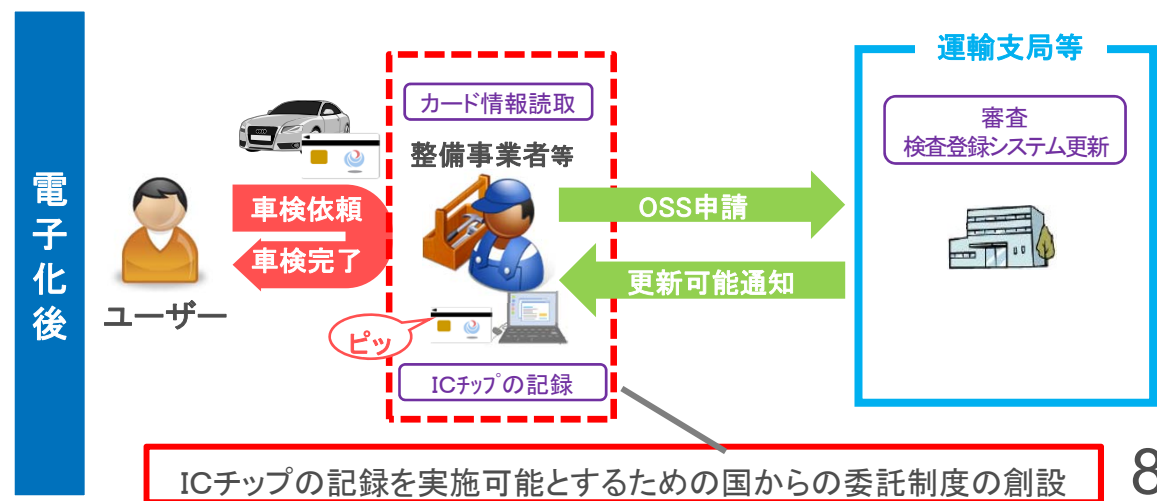 電子化後
運輸支局等
カード情報読取
審査
検査登録システム更新
整備事業者等
車検依頼
OSS申請
車検完了
更新可能通知
ユーザー
ピッ
ICチップの記録
ICチップの記録を実施可能とするための国からの委託制度の創設
8